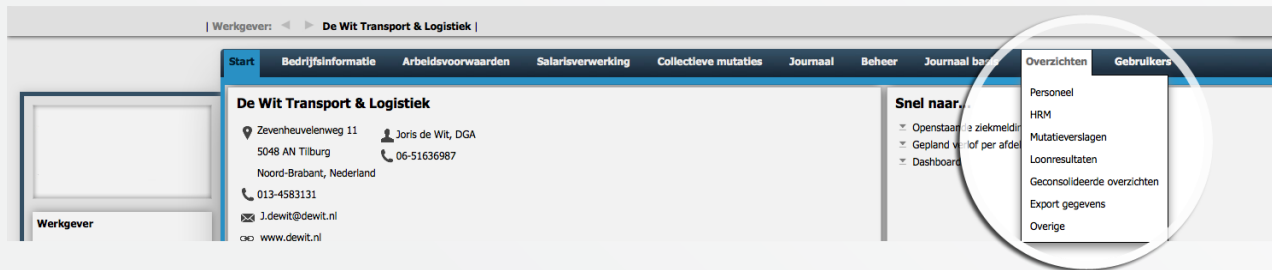 | Werkgever: De Wit Transport & Logistiek |
Start Bedrijfsinformatie Arbeidsvoorwaarden Salarisverwerking Collectieve mutaties Journaal Beheer Journaal basis Overzichten Gebruikers
De Wit Transport & Logistiek
Zevenheuvelenweg 11
5048 AN Tilburg
Noord-Brabant, Nederland
013-4583131
J.dewit@dewit.nl
www.dewit.nl
Joris de Wit, DGA
06-51636987
Snel naar...
Openstaande ziekmeldin
Gepland verlof per afdel
Dashboard
Personeel
HRM
Mutatieverslagen
Loonresultaten
Geconsolideerde overzichten
Export gegevens
Overige
Werkgever